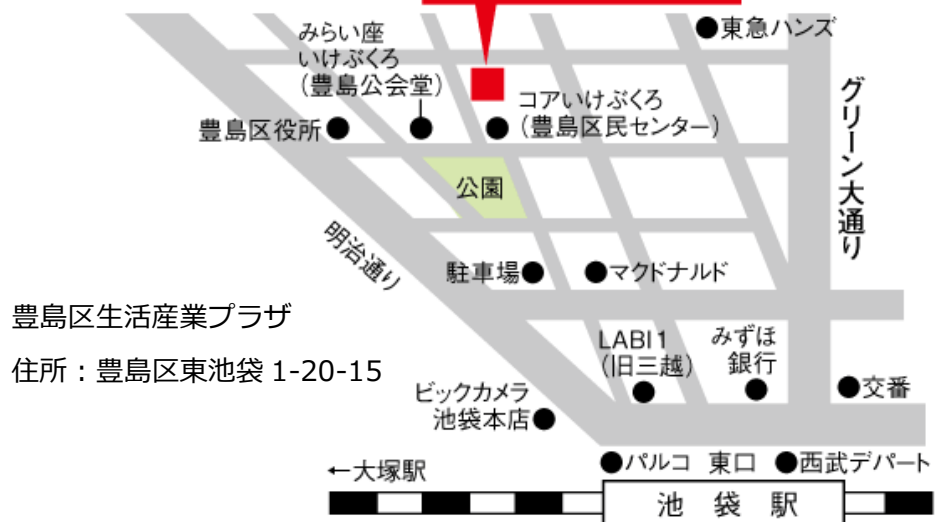 みらい座
いけぶくろ
（豊島公会堂）
東急ハンズ
コアいけぶくろ
（豊島区民センター）
豊島区役所
グリーン大通り
公園
明治通り
駐車場
マクドナルド
豊島区生活産業プラザ
住所：豊島区東池袋 1-20-15
LABI1
（旧三越）
みずほ
銀行
ビックカメラ
池袋本店
交番
←大塚駅
パルコ 東口 西武デパート
池袋駅